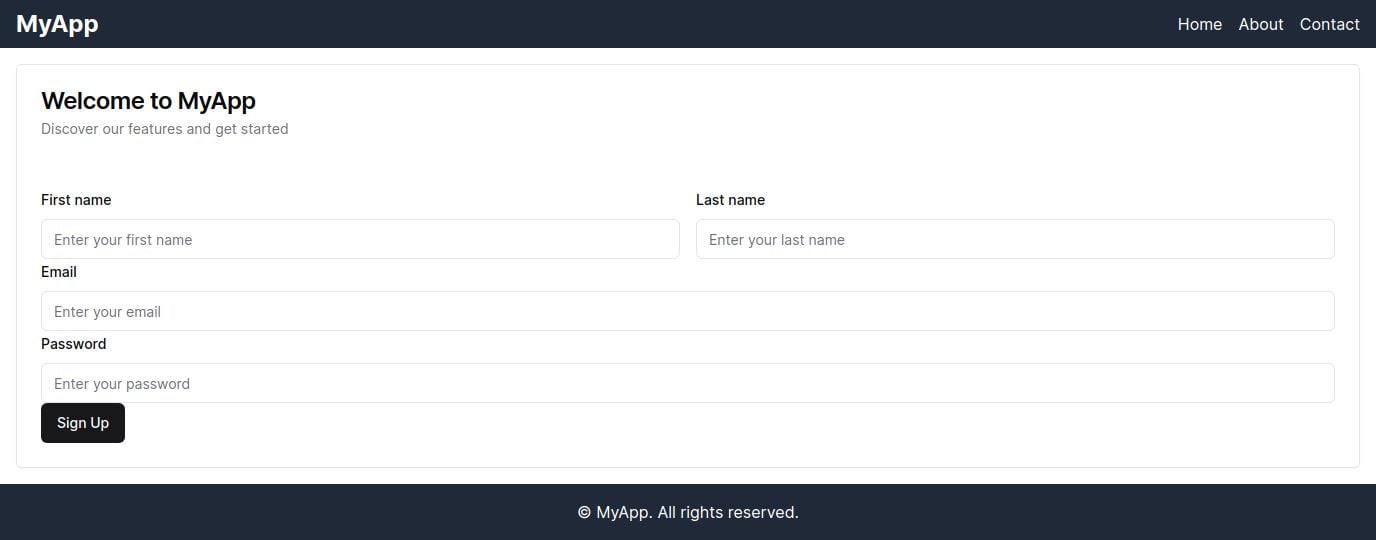 MyApp
Home About Contact
Welcome to MyApp
Discover our features and get started
First name
Last name
Enter your first name
Enter your last name
Email
Enter your email
Password
Enter your password
Sign Up
© MyApp. All rights reserved.